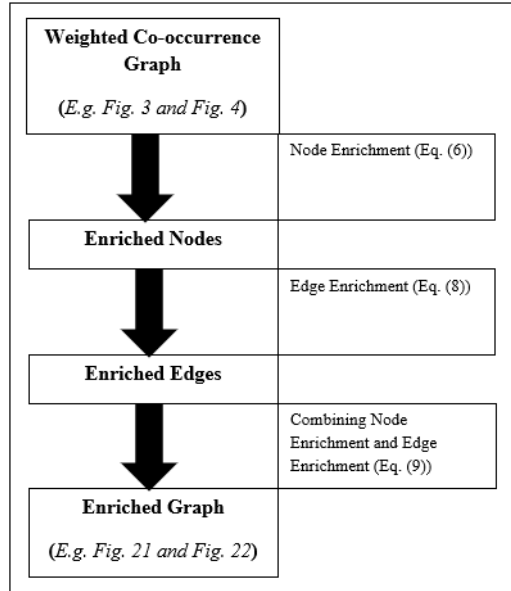 Weighted Co-occurrence
Graph
(E.g. Fig. 3 and Fig. 4)
Node Enrichment (Eq. (6))
Enriched Nodes
Edge Enrichment (Eq. (8))
Enriched Edges
Combining Node
Enrichment and Edge
Enrichment (Eq. (9))
Enriched Graph
(E.g. Fig. 21 and Fig. 22)